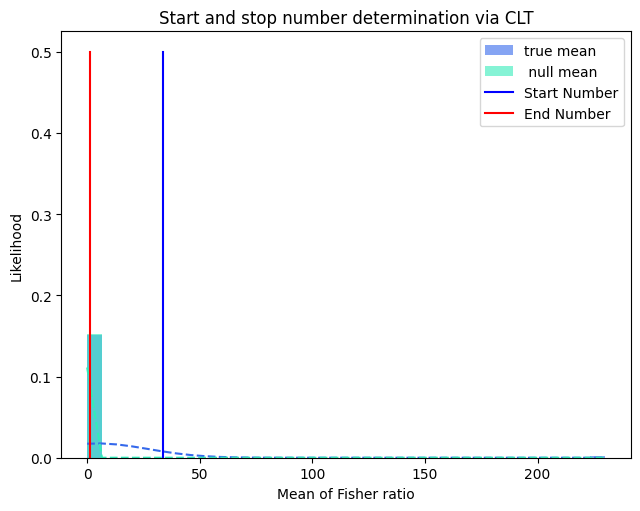 Start and stop number determination via CLT
true mean
null mean
Start Number
End Number
Likelihood
0.5
0.4
0.3
0.2
0.1
0.0
0
50
100
150
200
Mean of Fisher ratio